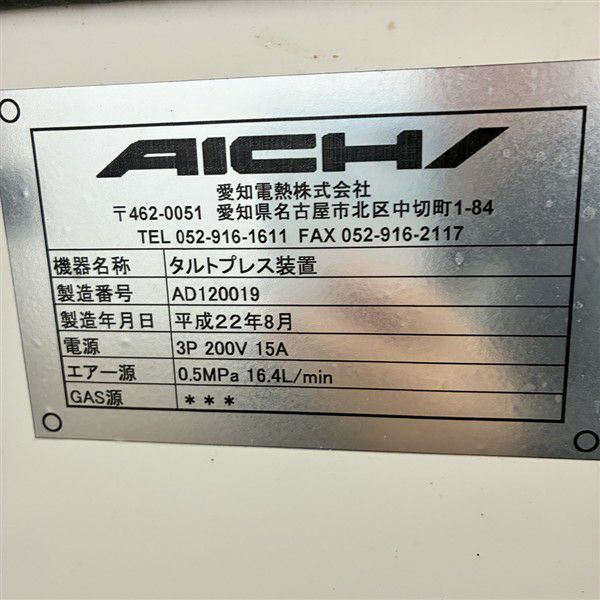 AICHI
愛知電熱株式会社
〒462-0051 愛知県名古屋市北区中切町1-84
TEL 052-916-1611 FAX 052-916-2117
機器名称 タルトプレス装置
製造番号 AD120019
製造年月日 平成22年8月
電源 3P 200V 15A
エアー源 0.5MPa 16.4L/min
GAS源 ***